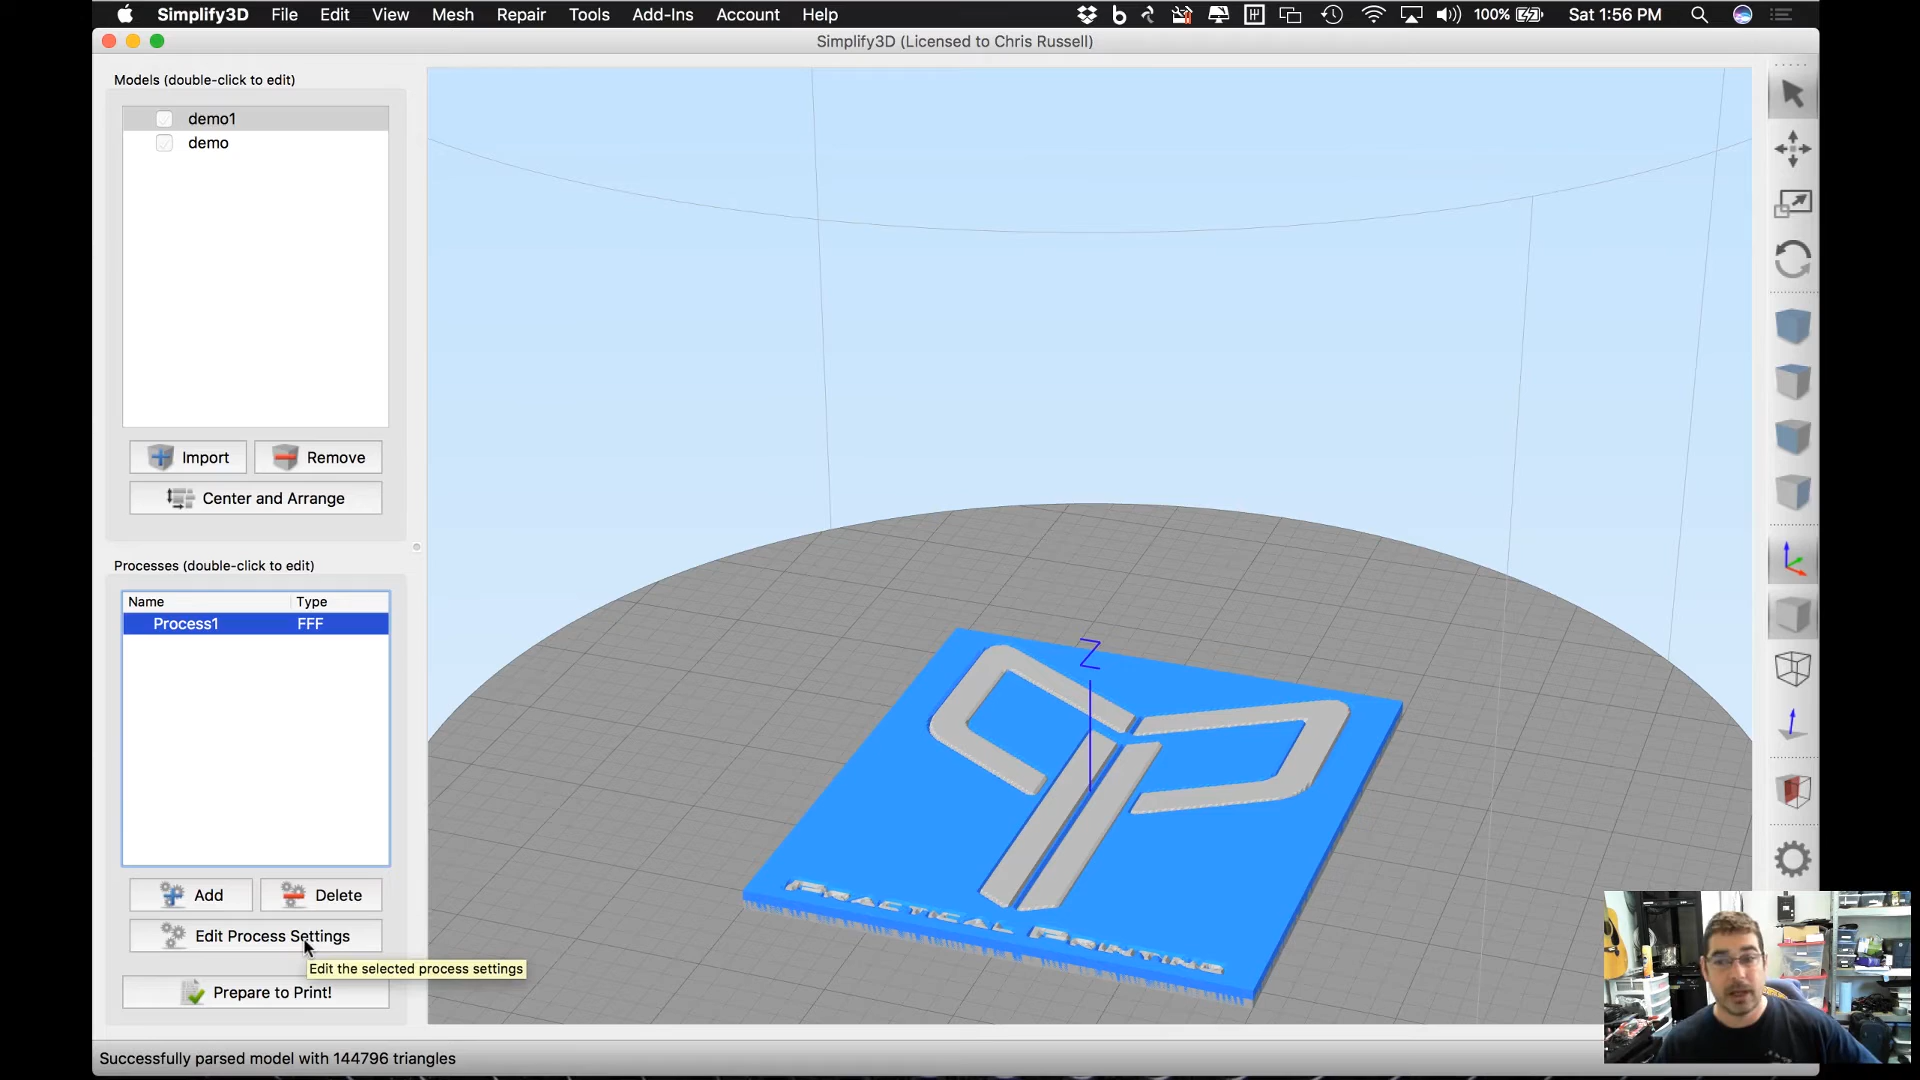 Simplify3D File Edit View Mesh Repair Tools Add-Ins Account Help 100% Sat 1:56 PM
Simplify3D (Licensed to Chris Russell)
Models (double-click to edit)
demo1
demo
Import Remove
Center and Arrange
Processes (double-click to edit)
Name Type
Process1 FFF
Add Delete
Edit Process Settings
Edit the selected process settings
Prepare to Print!
Z
Practical Printing
Successfully parsed model with 144796 triangles